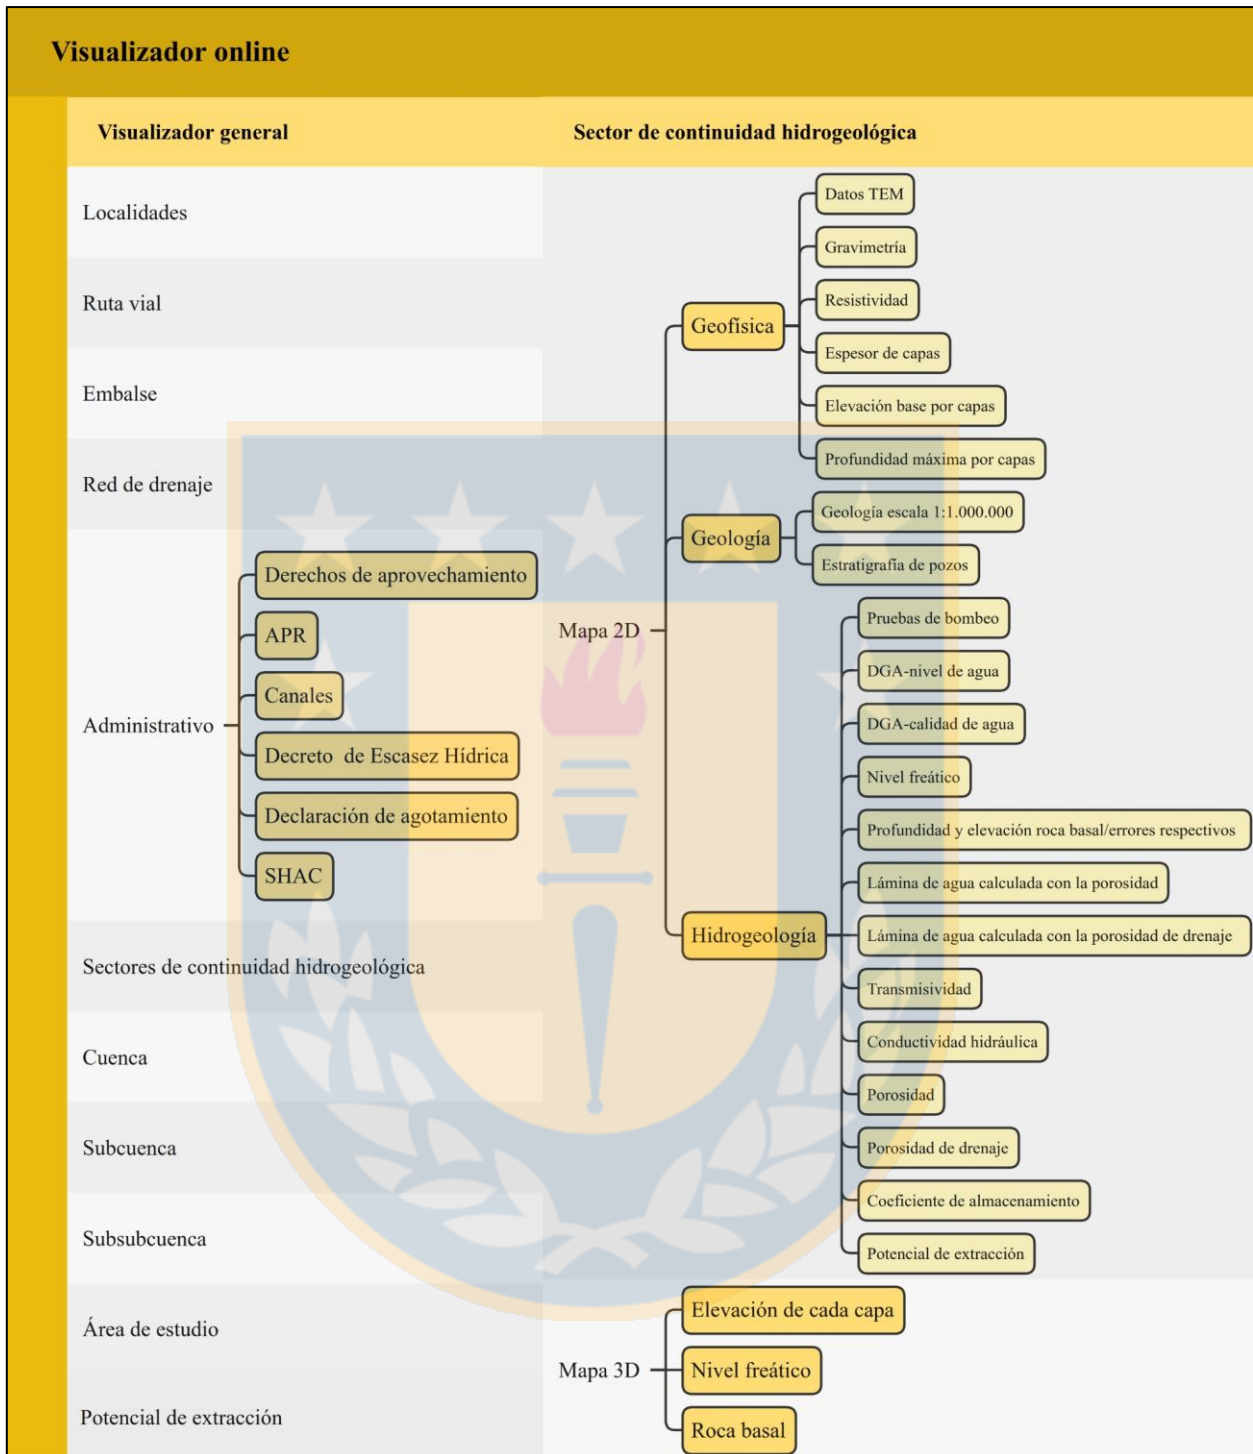 Visualizador online
Visualizador general
Localidades
Ruta vial
Embalse
Red de drenaje
Administrativo
Derechos de aprovechamiento
APR
Canales
Decreto  de Escasez Hídrica
Declaración de agotamiento
SHAC
Sectores de continuidad hidrogeológica
Cuenca
Subcuenca
Subsubcuenca
Área de estudio
Potencial de extracción
Sector de continuidad hidrogeológica
Mapa 2D
Geofísica
Datos TEM
Gravimetría
Resistividad
Espesor de capas
Elevación base por capas
Profundidad máxima por capas
Geología
Geología escala 1:1.000.000
Estratigrafía de pozos
Hidrogeología
Pruebas de bombeo
DGA-nivel de agua
DGA-calidad de agua
Nivel freático
Profundidad y elevación roca basal/errores respectivos
Lámina de agua calculada con la porosidad
Lámina de agua calculada con la porosidad de drenaje
Transmisividad
Conductividad hidráulica
Porosidad
Porosidad de drenaje
Coeficiente de almacenamiento
Potencial de extracción
Mapa 3D
Elevación de cada capa
Nivel freático
Roca basal